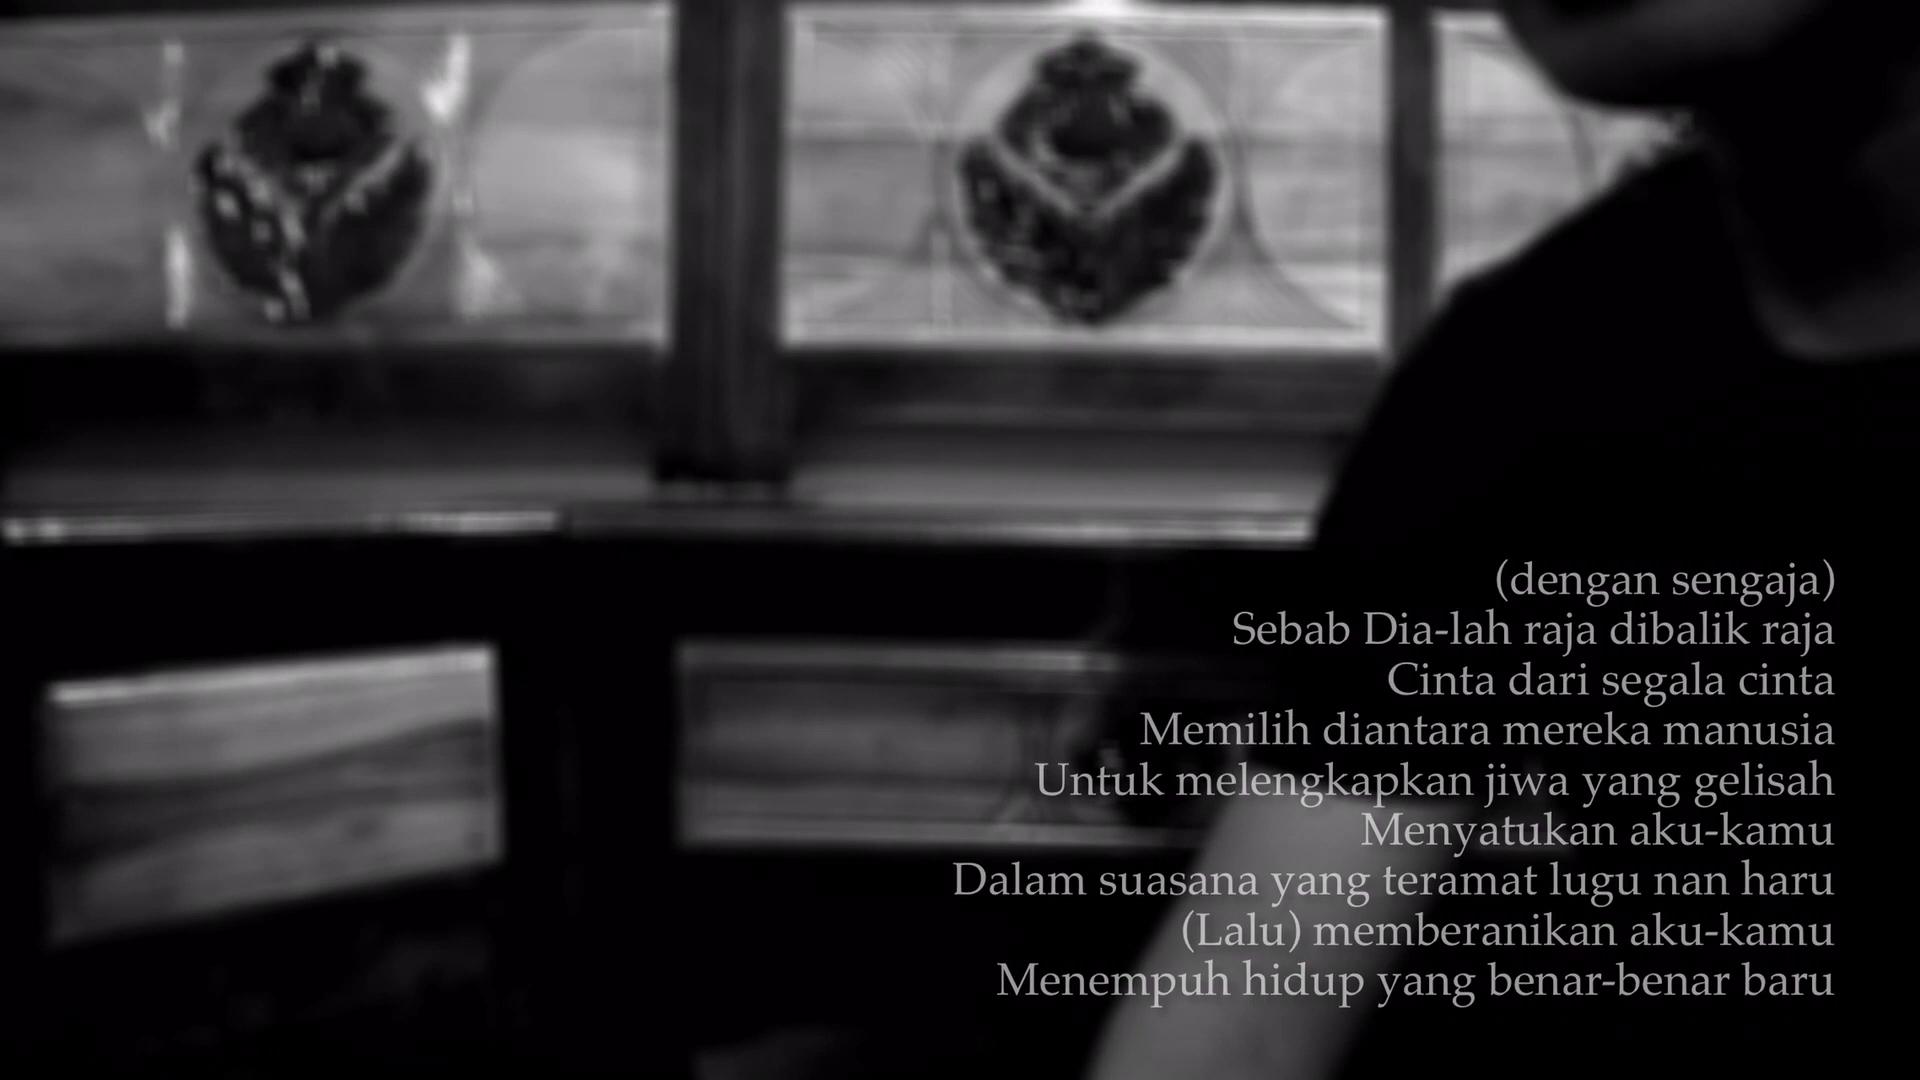 (dengan sengaja)
Sebab Dia-lah raja dibalik raja
Cinta dari segala cinta
Memilih diantara mereka manusia
Untuk melengkapkan jiwa yang gelisah
Menyatukan aku-kamu
Dalam suasana yang teramat lugu nan haru
(Lalu) memberanikan aku-kamu
Menempuh hidup yang benar-benar baru